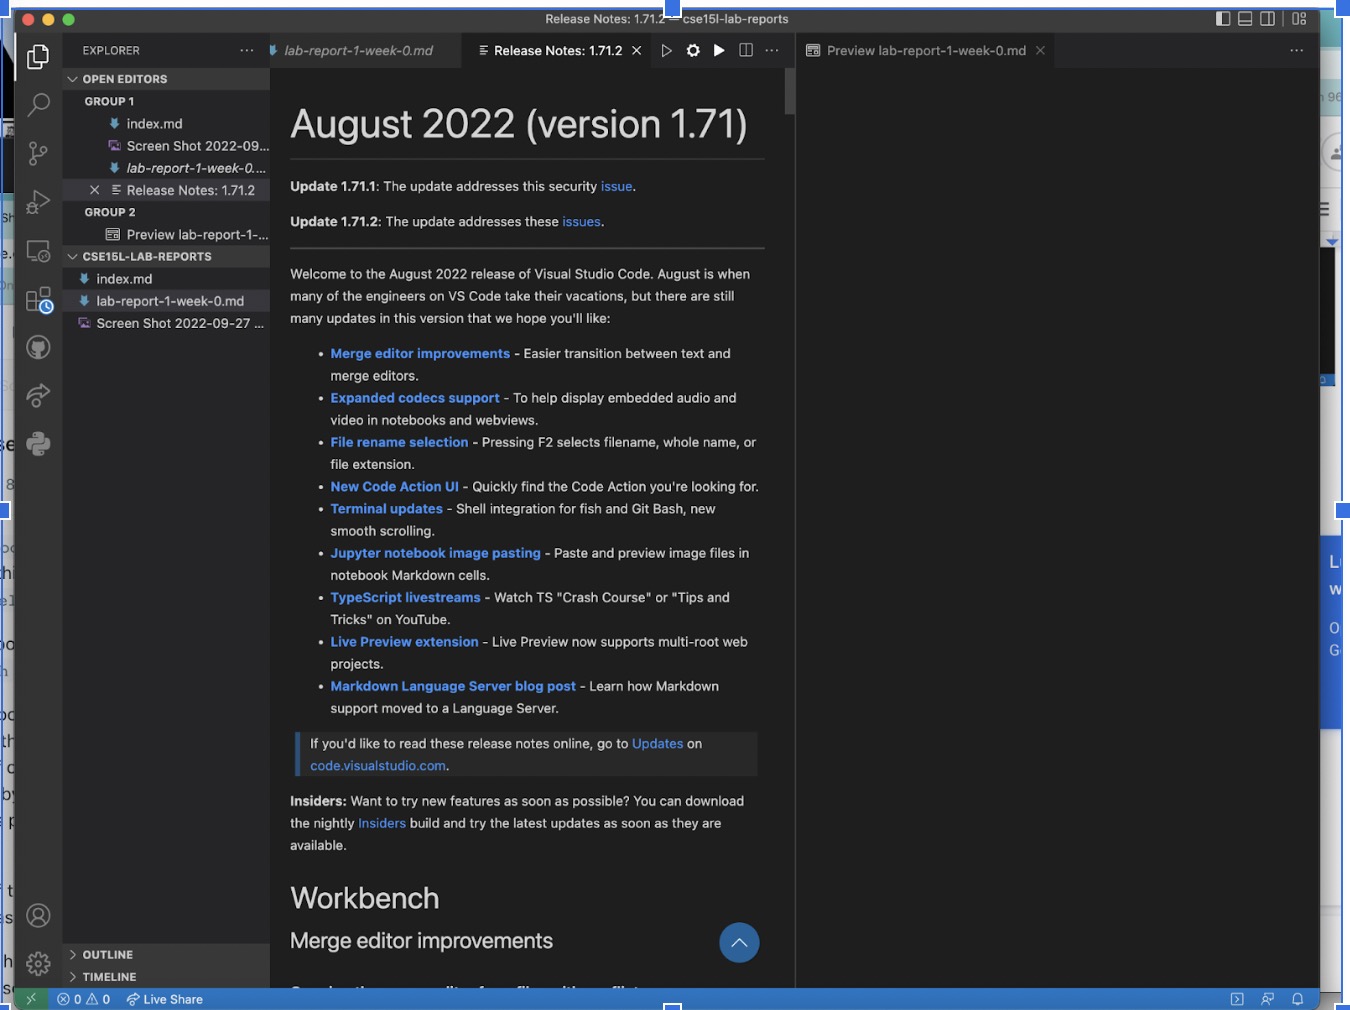 Release Notes: 1.71.2 — cse15l-lab-reports
EXPLORER
lab-report-1-week-0.md
Release Notes: 1.71.2
Preview lab-report-1-week-0.md
OPEN EDITORS
GROUP 1
index.md
Screen Shot 2022-09...
lab-report-1-week-0....
Release Notes: 1.71.2
GROUP 2
Preview lab-report-1-...
CSE15L-LAB-REPORTS
index.md
lab-report-1-week-0.md
Screen Shot 2022-09-27 ...
OUTLINE
TIMELINE
August 2022 (version 1.71)
Update 1.71.1: The update addresses this security issue.
Update 1.71.2: The update addresses these issues.
Welcome to the August 2022 release of Visual Studio Code. August is when
many of the engineers on VS Code take their vacations, but there are still
many updates in this version that we hope you'll like:
• Merge editor improvements - Easier transition between text and
merge editors.
• Expanded codecs support - To help display embedded audio and
video in notebooks and webviews.
• File rename selection - Pressing F2 selects filename, whole name, or
file extension.
• New Code Action UI - Quickly find the Code Action you're looking for.
• Terminal updates - Shell integration for fish and Git Bash, new
smooth scrolling.
• Jupyter notebook image pasting - Paste and preview image files in
notebook Markdown cells.
• TypeScript livestreams - Watch TS "Crash Course" or "Tips and
Tricks" on YouTube.
• Live Preview extension - Live Preview now supports multi-root web
projects.
• Markdown Language Server blog post - Learn how Markdown
support moved to a Language Server.
If you'd like to read these release notes online, go to Updates on
code.visualstudio.com.
Insiders: Want to try new features as soon as possible? You can download
the nightly Insiders build and try the latest updates as soon as they are
available.
Workbench
Merge editor improvements
0 0 Live Share